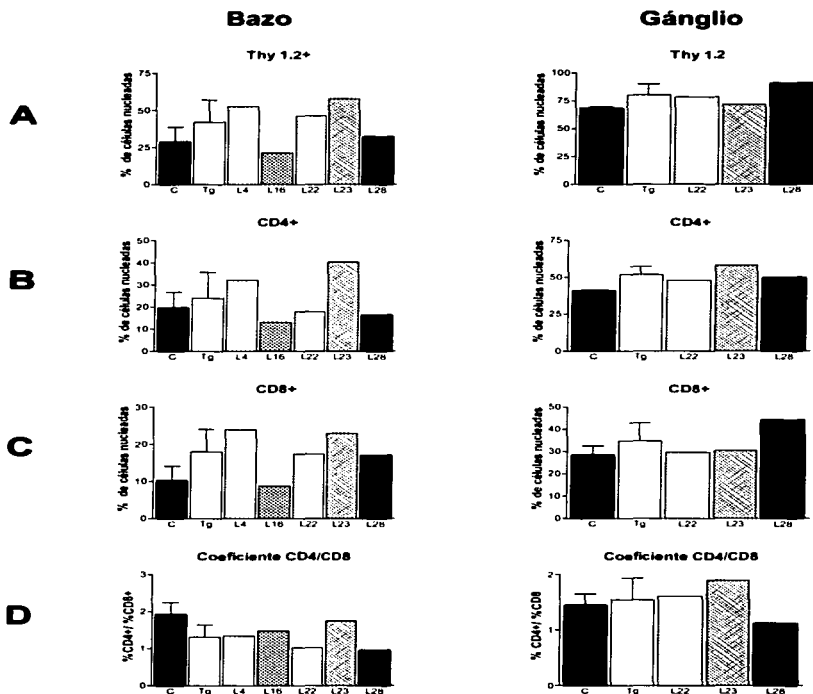 Bazo
Gánglio
A
Thy 1.2+
% de células nucleadas
75
50
25
0
C Tg L4 L16 L22 L23 L28
Thy 1.2
% de células nucleadas
100
75
50
25
0
C Tg L22 L23 L28
B
CD4+
% de células nucleadas
50
40
30
20
10
0
C Tg L4 L16 L22 L23 L28
CD4+
% de células nucleadas
75
50
25
0
C Tg L22 L23 L28
C
CD8+
% de células nucleadas
30
20
10
0
C Tg L4 L16 L22 L23 L28
CD8+
% de células nucleadas
50
40
30
20
10
0
C Tg L22 L23 L28
D
Coeficiente CD4/CD8
%CD4+/ %CD8+
3
2
1
0
C Tg L4 L16 L22 L23 L28
Coeficiente CD4/CD8
%CD4+/ %CD8
2
1
0
C Tg L22 L23 L28